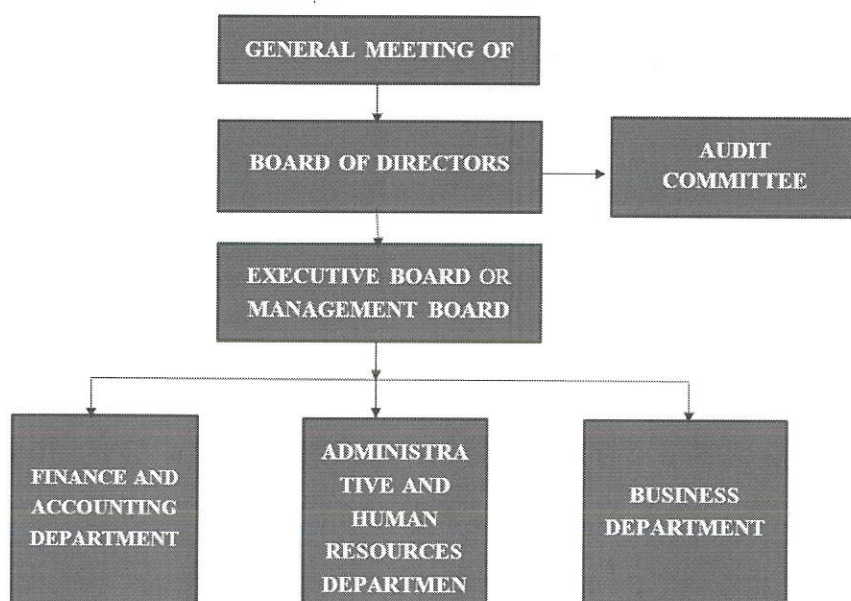 GENERAL MEETING OF
BOARD OF DIRECTORS
AUDIT
COMMITTEE
EXECUTIVE BOARD OR
MANAGEMENT BOARD
FINANCE AND
ACCOUNTING
DEPARTMENT
ADMINISTRA
TIVE AND
HUMAN
RESOURCES
DEPARTMEN
BUSINESS
DEPARTMENT